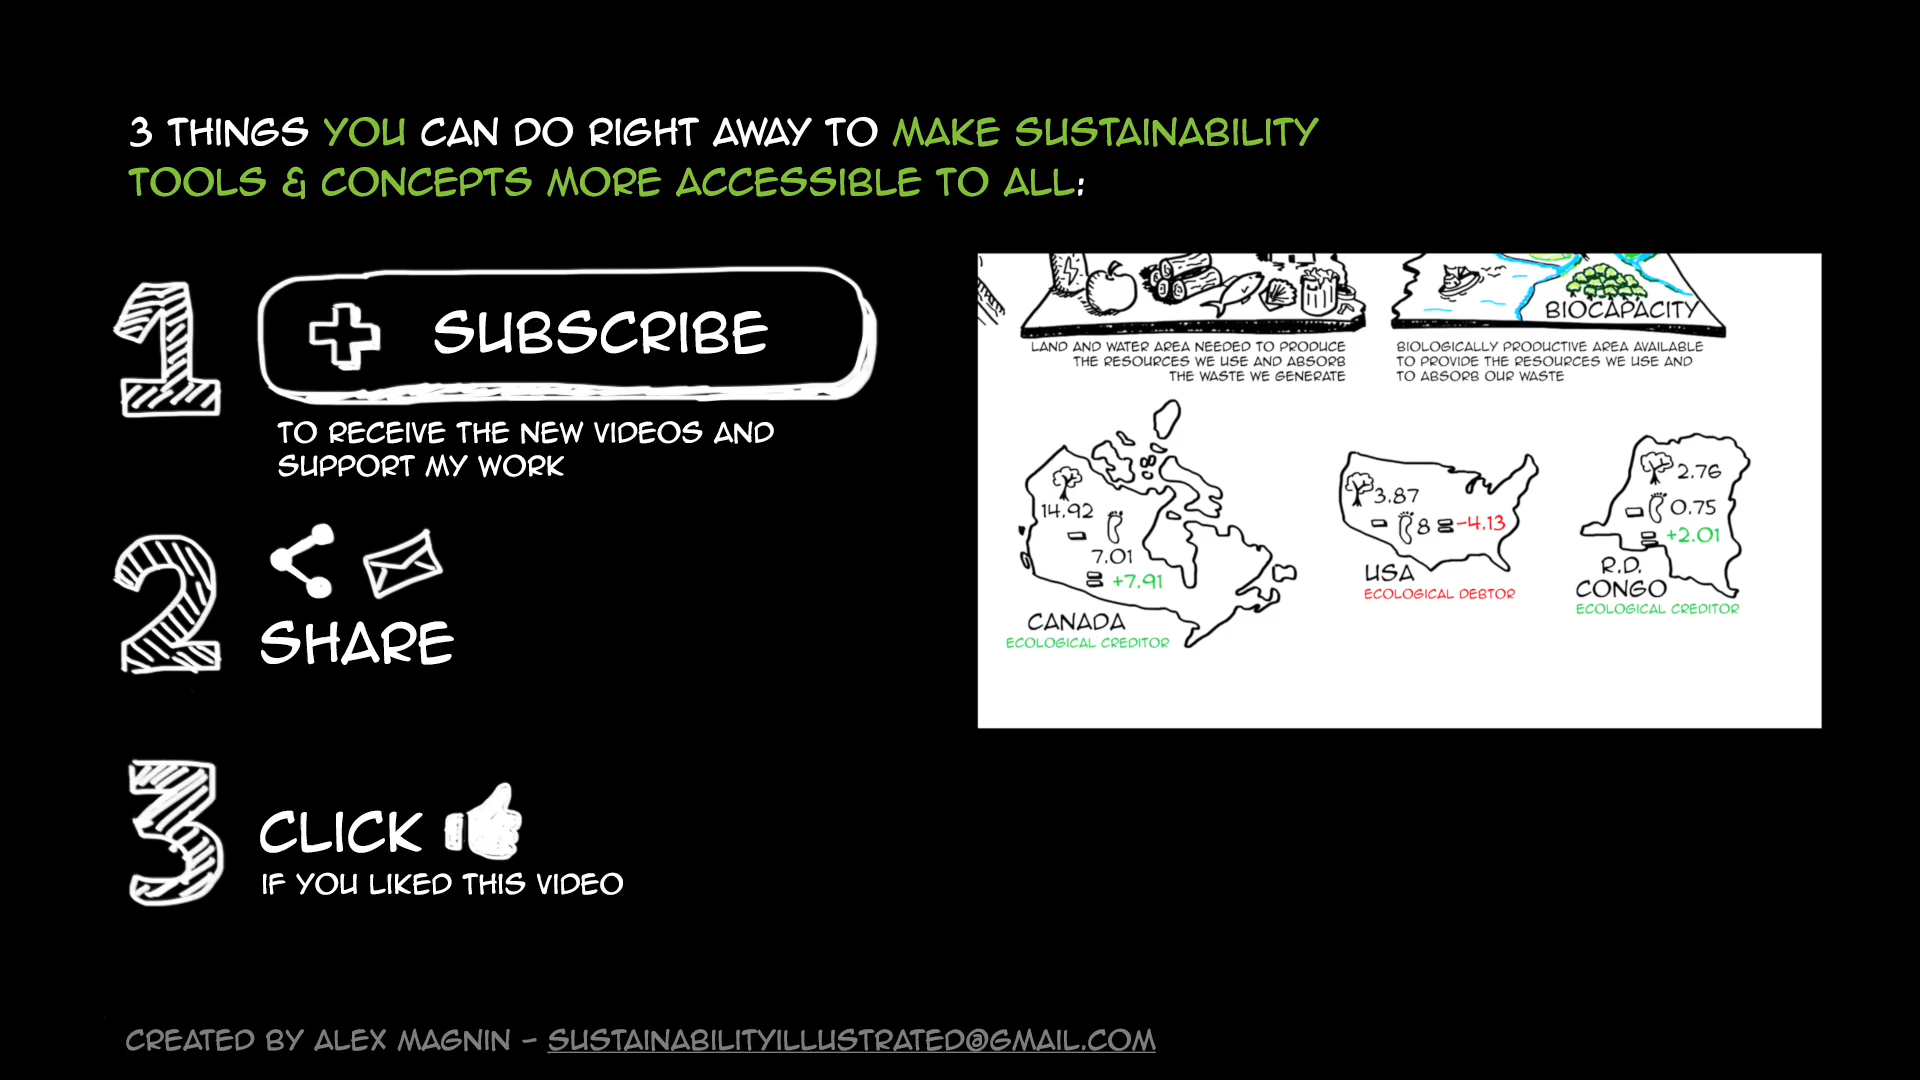 3 THINGS YOU CAN DO RIGHT AWAY TO MAKE SUSTAINABILITY
TOOLS & CONCEPTS MORE ACCESSIBLE TO ALL:
1
SUBSCRIBE
TO RECEIVE THE NEW VIDEOS AND
SUPPORT MY WORK
2
SHARE
3
CLICK
IF YOU LIKED THIS VIDEO
BIOCAPACITY
LAND AND WATER AREA NEEDED TO PRODUCE
THE RESOURCES WE USE AND ABSORB
THE WASTE WE GENERATE
BIOLOGICALLY PRODUCTIVE AREA AVAILABLE
TO PROVIDE THE RESOURCES WE USE AND
TO ABSORB OUR WASTE
14.92
-
7.01
= +7.91
CANADA
ECOLOGICAL CREDITOR
3.87
- 8 = -4.13
USA
ECOLOGICAL DEBTOR
2.76
- 0.75
= +2.01
R.D.
CONGO
ECOLOGICAL CREDITOR
CREATED BY ALEX MAGNIN - SUSTAINABILITYILLUSTRATED@GMAIL.COM